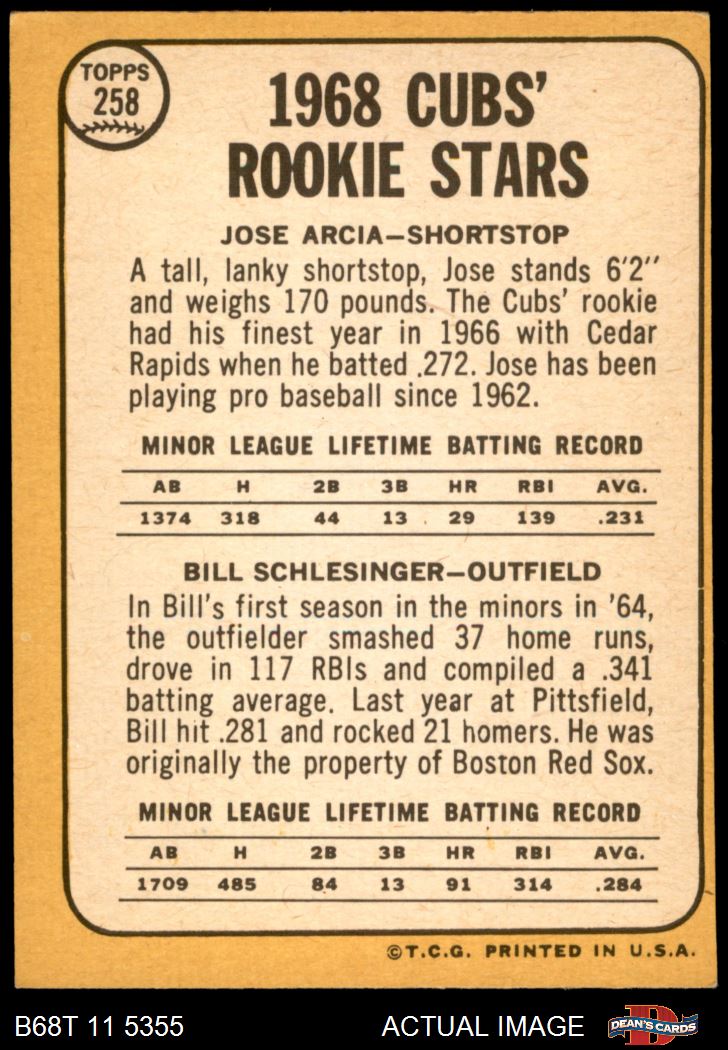 TOPPS
258
1968 CUBS'
ROOKIE STARS
JOSE ARCIA—SHORTSTOP
A tall, lanky shortstop, Jose stands 6'2"
and weighs 170 pounds. The Cubs' rookie
had his finest year in 1966 with Cedar
Rapids when he batted .272. Jose has been
playing pro baseball since 1962.
MINOR LEAGUE LIFETIME BATTING RECORD
AB H 2B 3B HR RBI AVG.
1374 318 44 13 29 139 .231
BILL SCHLESINGER—OUTFIELD
In Bill's first season in the minors in '64,
the outfielder smashed 37 home runs,
drove in 117 RBIs and compiled a .341
batting average. Last year at Pittsfield,
Bill hit .281 and rocked 21 homers. He was
originally the property of Boston Red Sox.
MINOR LEAGUE LIFETIME BATTING RECORD
AB H 2B 3B HR RBI AVG.
1709 485 84 13 91 314 .284
©T.C.G. PRINTED IN U.S.A.
B68T 11 5355 ACTUAL IMAGE
D
DEAN'S CARDS